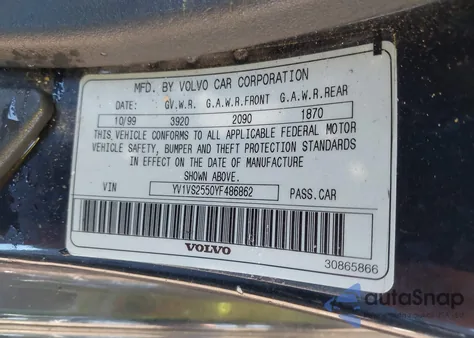 MFD. BY VOLVO CAR CORPORATION
DATE: GV.W.R. G.A.W.R.FRONT G.A.W.R.REAR
10/99 3920 2090 1870
THIS VEHICLE CONFORMS TO ALL APPLICABLE FEDERAL MOTOR
VEHICLE SAFETY, BUMPER AND THEFT PROTECTION STANDARDS
IN EFFECT ON THE DATE OF MANUFACTURE
SHOWN ABOVE.
VIN YV1VS2550YF486862 PASS.CAR
VOLVO
30865866
autoSnap